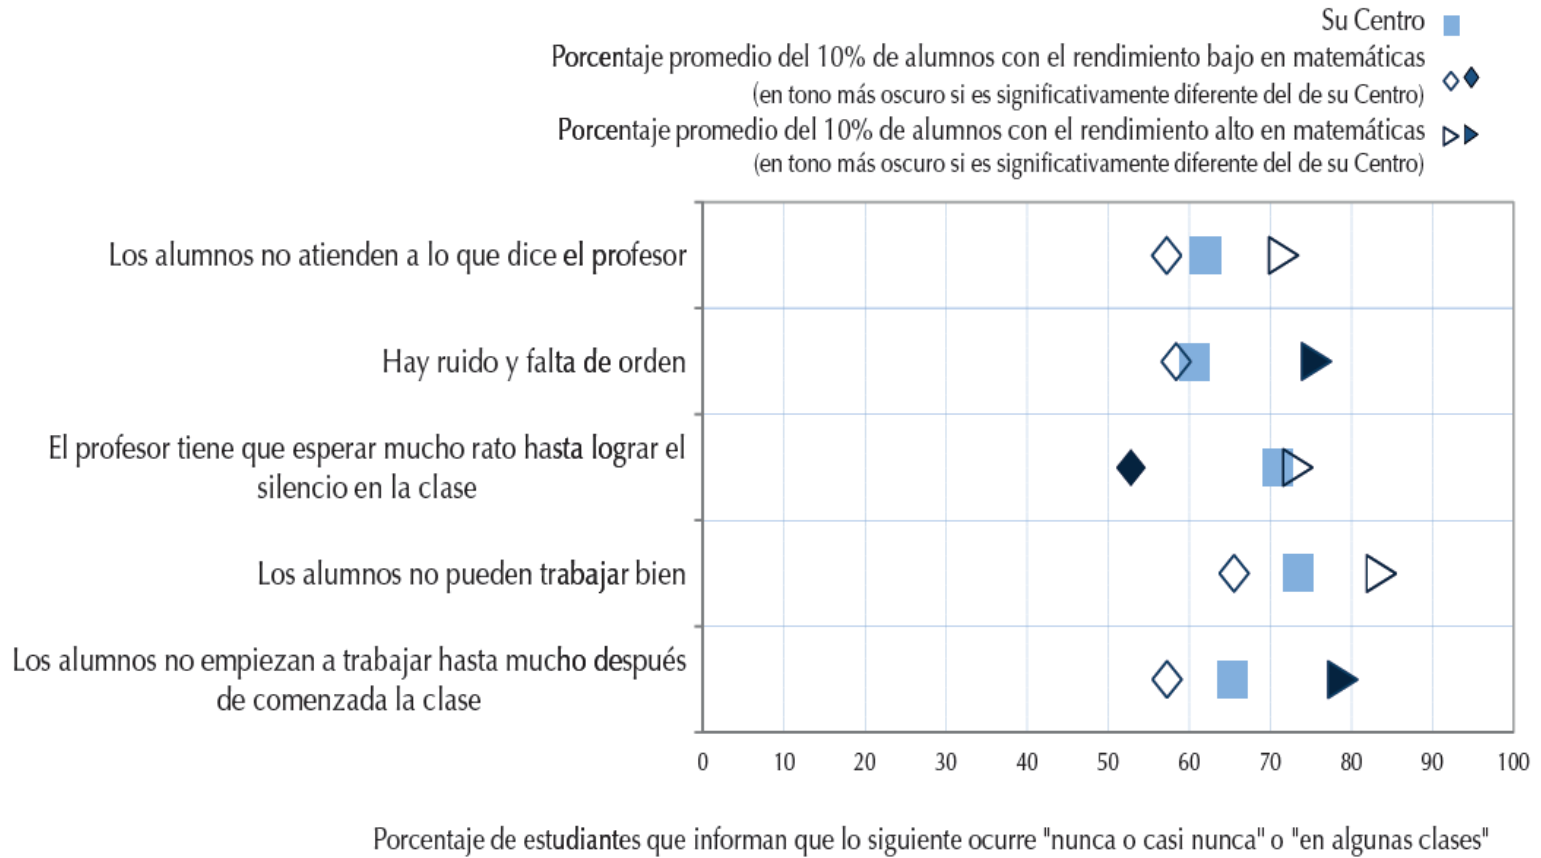 Su Centro
Porcentaje promedio del 10% de alumnos con el rendimiento bajo en matemáticas
(en tono más oscuro si es significativamente diferente del de su Centro)
Porcentaje promedio del 10% de alumnos con el rendimiento alto en matemáticas
(en tono más oscuro si es significativamente diferente del de su Centro)
Los alumnos no atienden a lo que dice el profesor
Hay ruido y falta de orden
El profesor tiene que esperar mucho rato hasta lograr el
silencio en la clase
Los alumnos no pueden trabajar bien
Los alumnos no empiezan a trabajar hasta mucho después
de comenzada la clase
0 10 20 30 40 50 60 70 80 90 100
Porcentaje de estudiantes que informan que lo siguiente ocurre "nunca o casi nunca" o "en algunas clases"